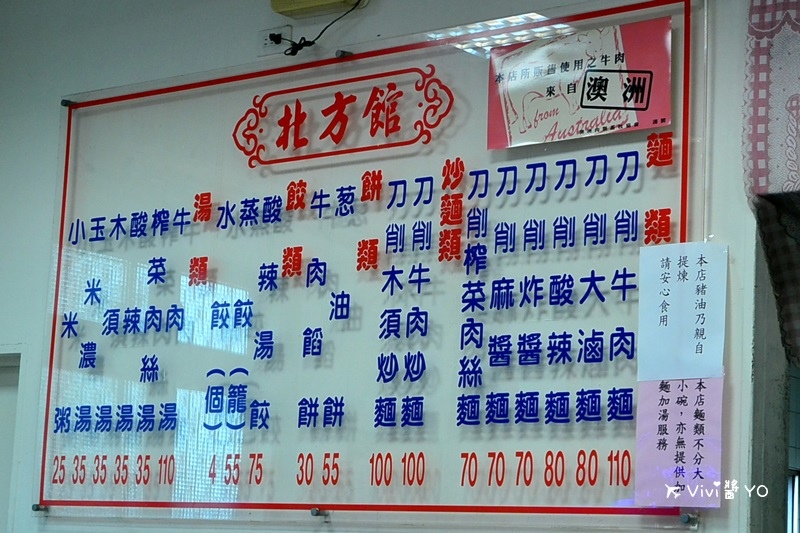 北方館
本店所販售使用之牛肉
來自 澳洲
from
Australia
麵類
刀削牛肉麵 110
刀削大滷麵 80
刀削酸辣麵 80
刀削炸醬麵 70
刀削麻醬麵 70
刀削榨菜肉絲麵 70
炒麵類
刀削牛肉炒麵 100
刀削木須炒麵 100
餅類
葱油餅 55
牛肉餡餅 30
餃類
酸辣湯餃 75
蒸餃(籠) 55
水餃(個) 4
湯類
牛肉湯 110
榨菜肉絲湯 35
酸辣湯 35
木須湯 35
玉米濃湯 35
小米粥 25
本店豬油乃親自
提煉
請安心食用
本店麵類不分大
小碗，亦無提供加
麵加湯服務
Vivi醬YO